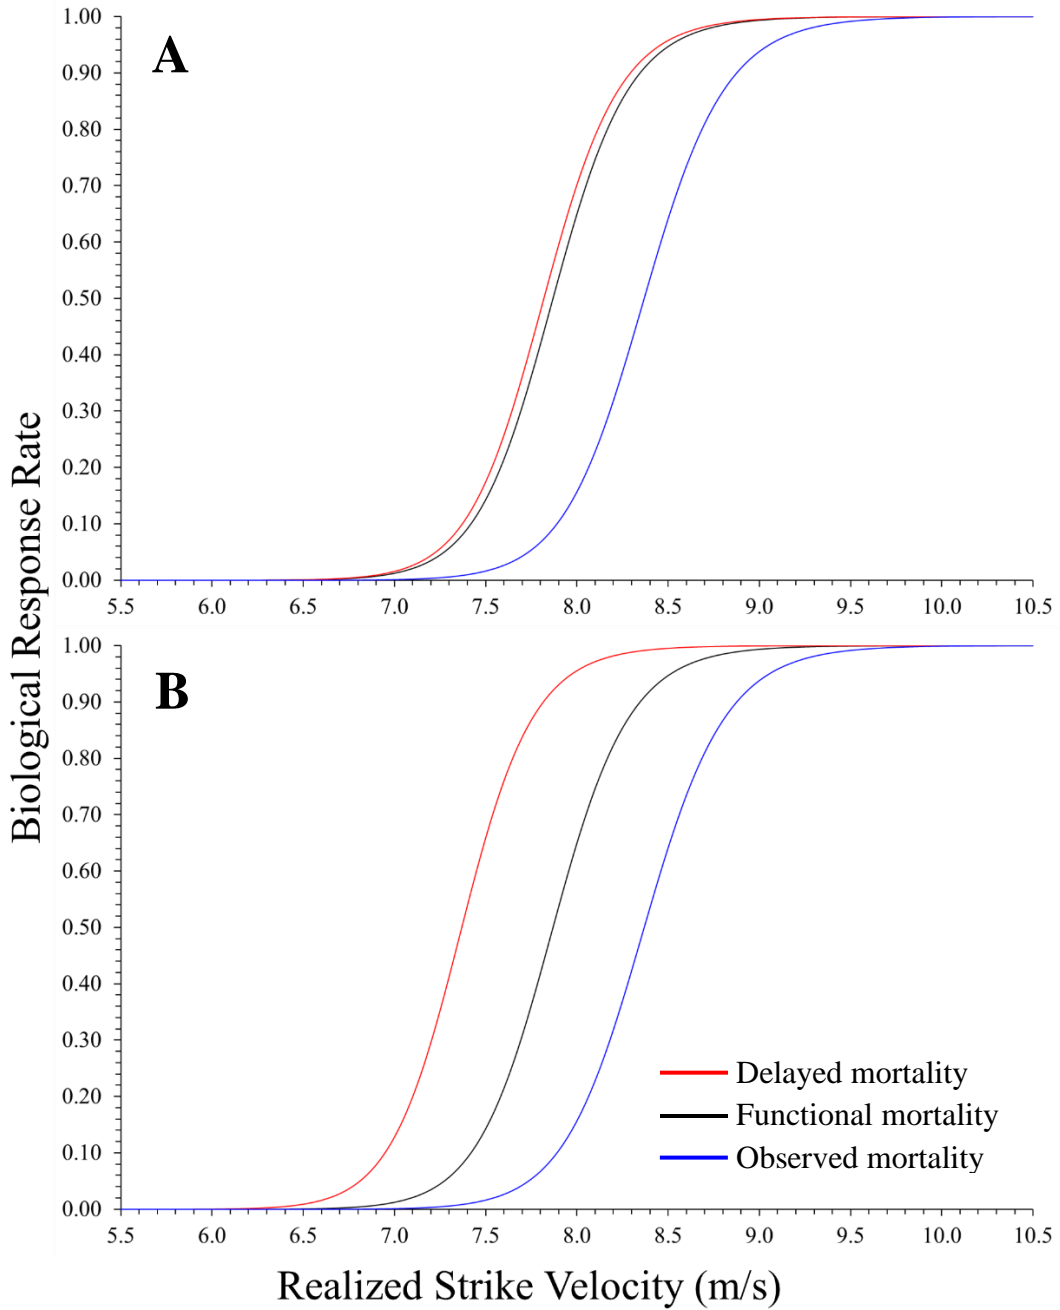 A
1.00
0.90
0.80
0.70
0.60
0.50
0.40
0.30
0.20
0.10
0.00
5.5 6.0 6.5 7.0 7.5 8.0 8.5 9.0 9.5 10.0 10.5
Biological Response Rate
B
1.00
0.90
0.80
0.70
0.60
0.50
0.40
0.30
0.20
0.10
0.00
Delayed mortality
Functional mortality
Observed mortality
5.5 6.0 6.5 7.0 7.5 8.0 8.5 9.0 9.5 10.0 10.5
Realized Strike Velocity (m/s)